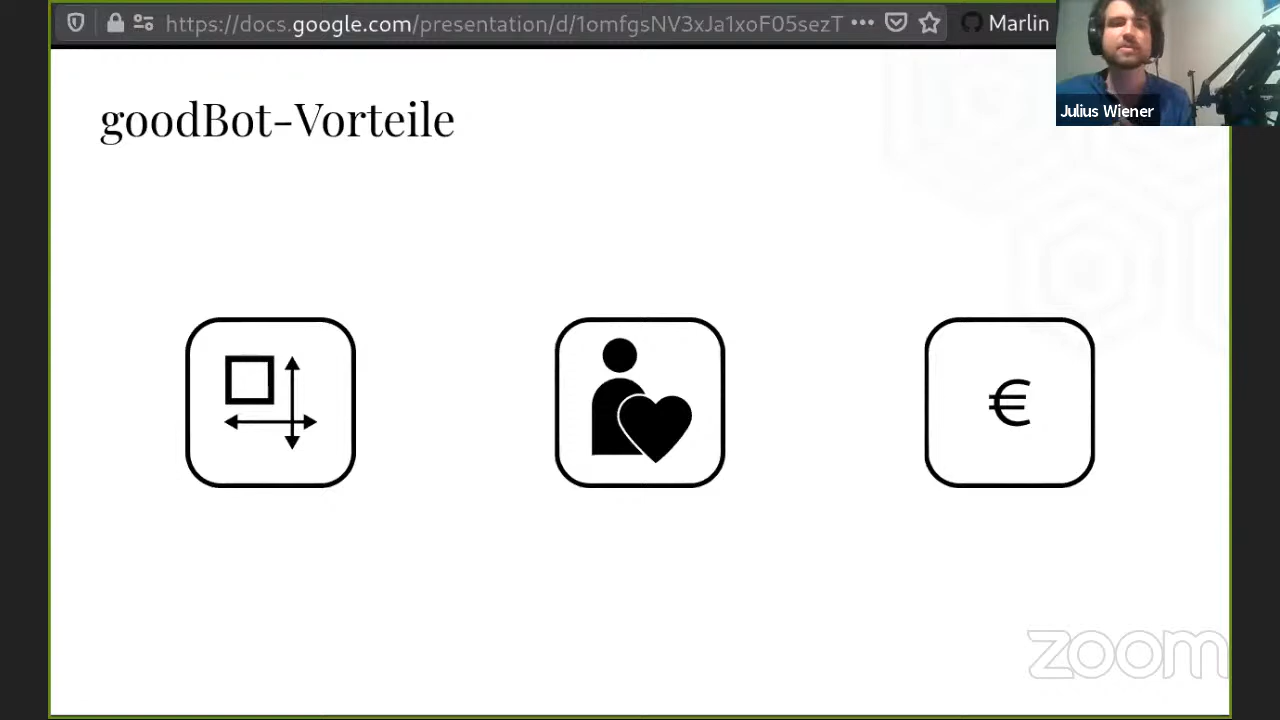 https://docs.google.com/presentation/d/1omfgsNV3xJa1xoF05sezT
Marlin
Julius Wiener
goodBot-Vorteile
€
zoom